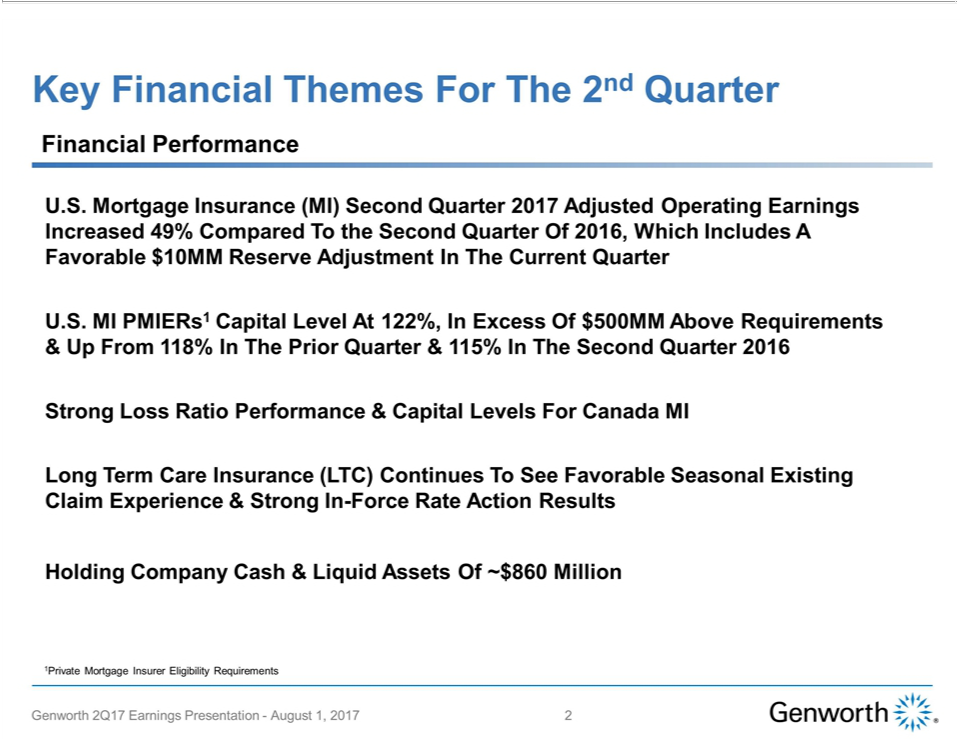 Key Financial Themes For The 2nd Quarter
Financial Performance
U.S. Mortgage Insurance (MI) Second Quarter 2017 Adjusted Operating Earnings
Increased 49% Compared To the Second Quarter Of 2016, Which Includes A
Favorable $10MM Reserve Adjustment In The Current Quarter
U.S. MI PMIERs¹ Capital Level At 122%, In Excess Of $500MM Above Requirements
& Up From 118% In The Prior Quarter & 115% In The Second Quarter 2016
Strong Loss Ratio Performance & Capital Levels For Canada MI
Long Term Care Insurance (LTC) Continues To See Favorable Seasonal Existing
Claim Experience & Strong In-Force Rate Action Results
Holding Company Cash & Liquid Assets Of ~$860 Million
¹Private Mortgage Insurer Eligibility Requirements
Genworth 2Q17 Earnings Presentation - August 1, 2017
2
Genworth